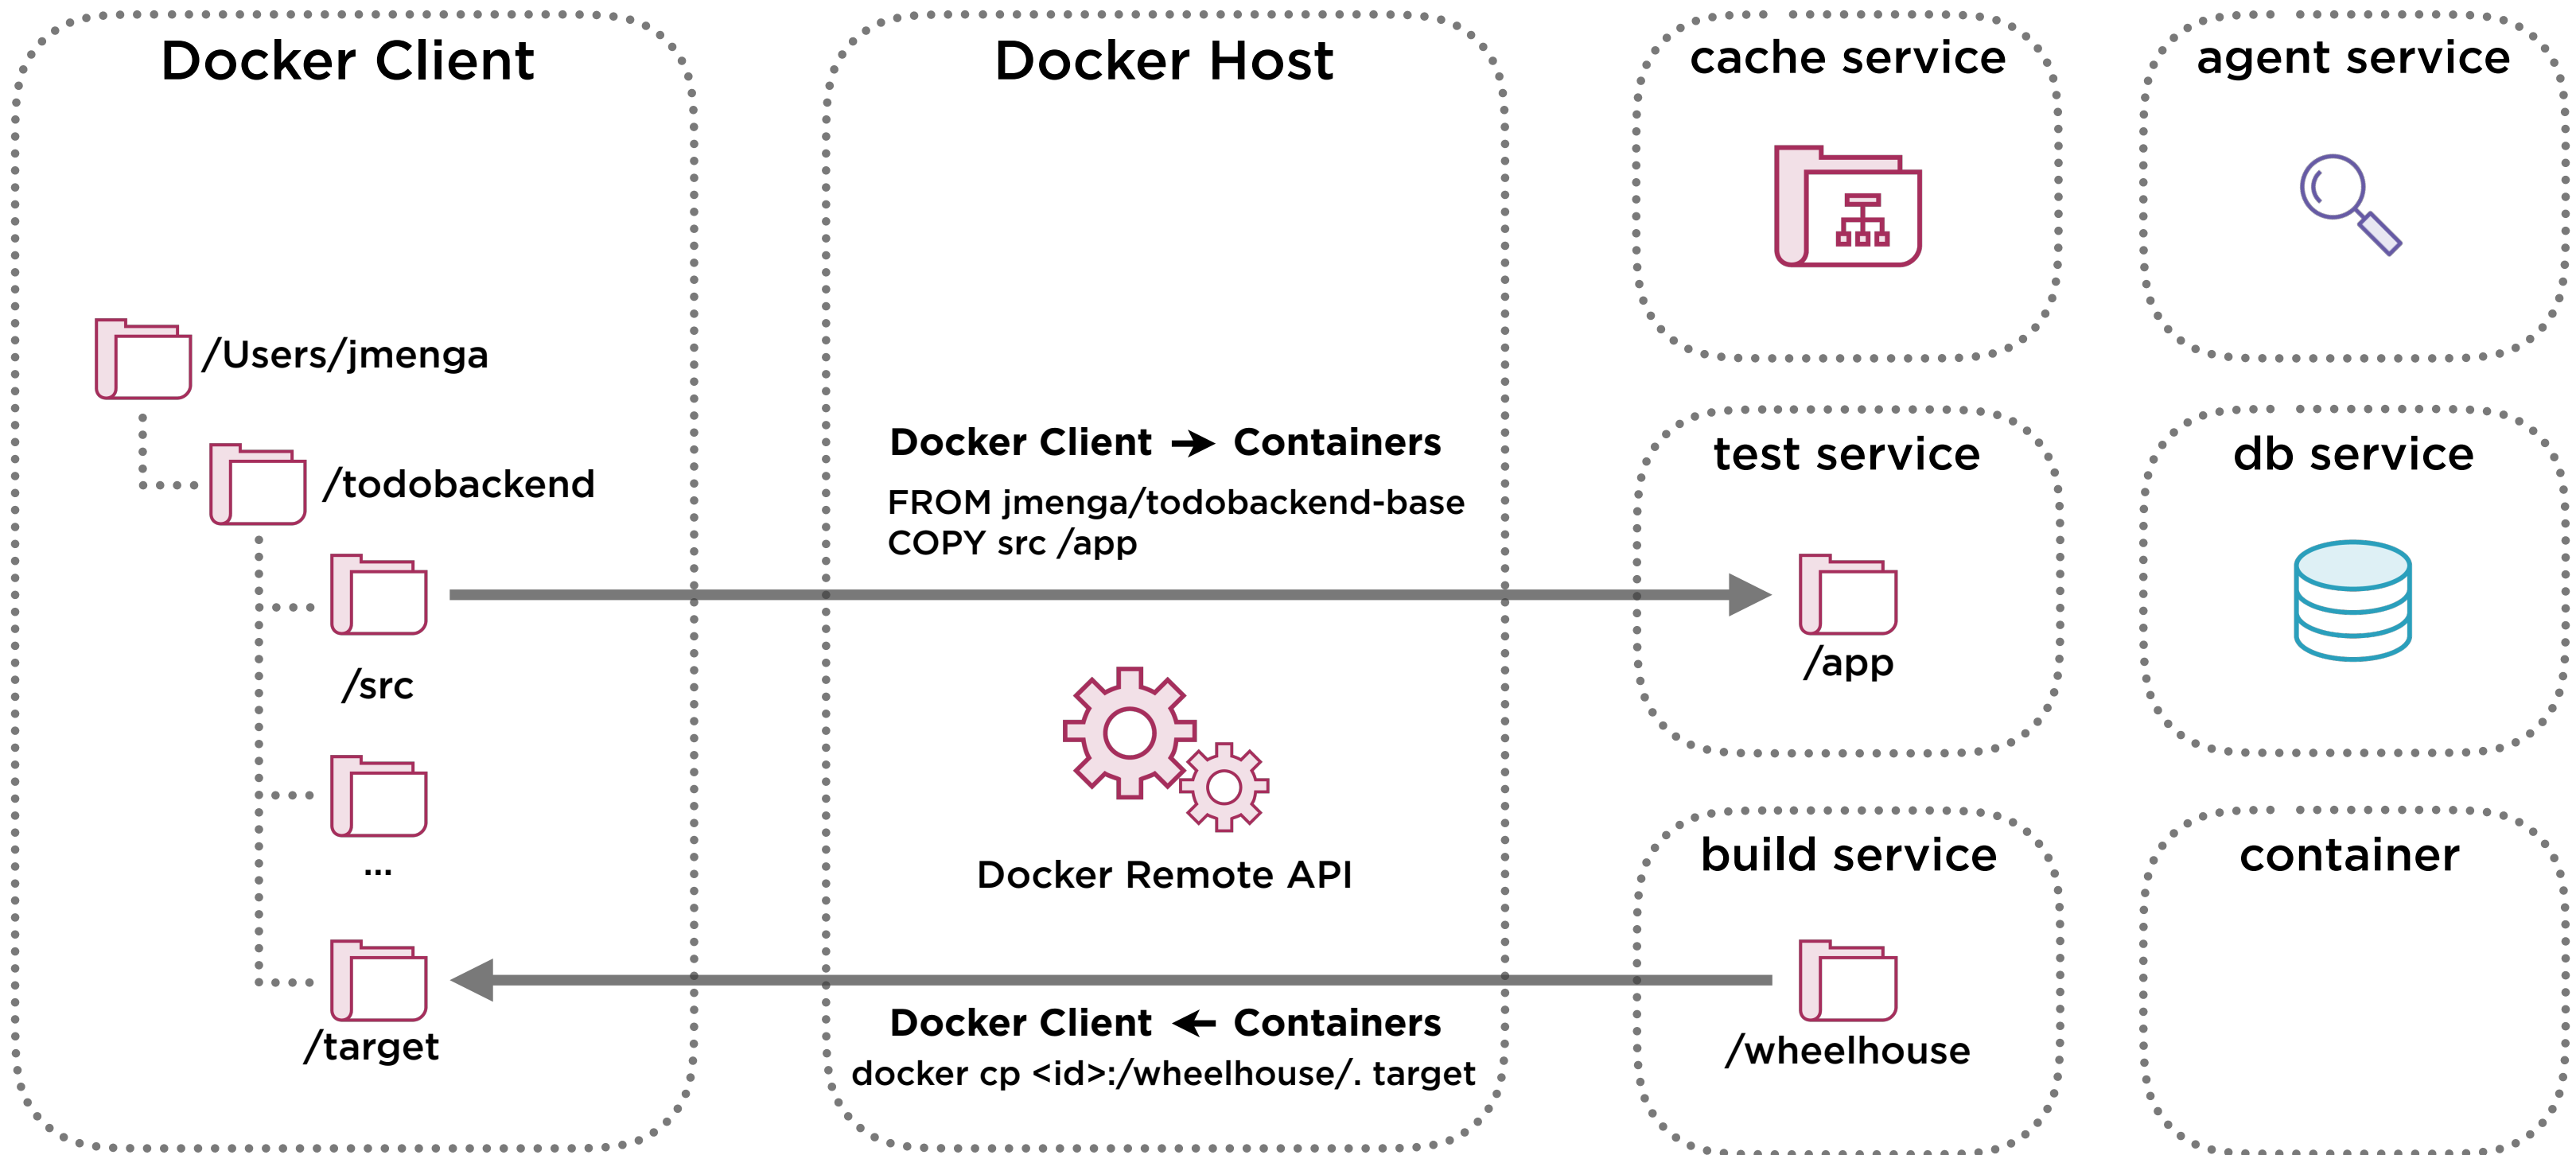 Docker Client
/Users/jmenga
/todobackend
/src
...
/target
Docker Host
Docker Client → Containers
FROM jmenga/todobackend-base
COPY src /app
Docker Remote API
Docker Client ← Containers
docker cp <id>:/wheelhouse/. target
cache service
agent service
test service
/app
db service
build service
/wheelhouse
container